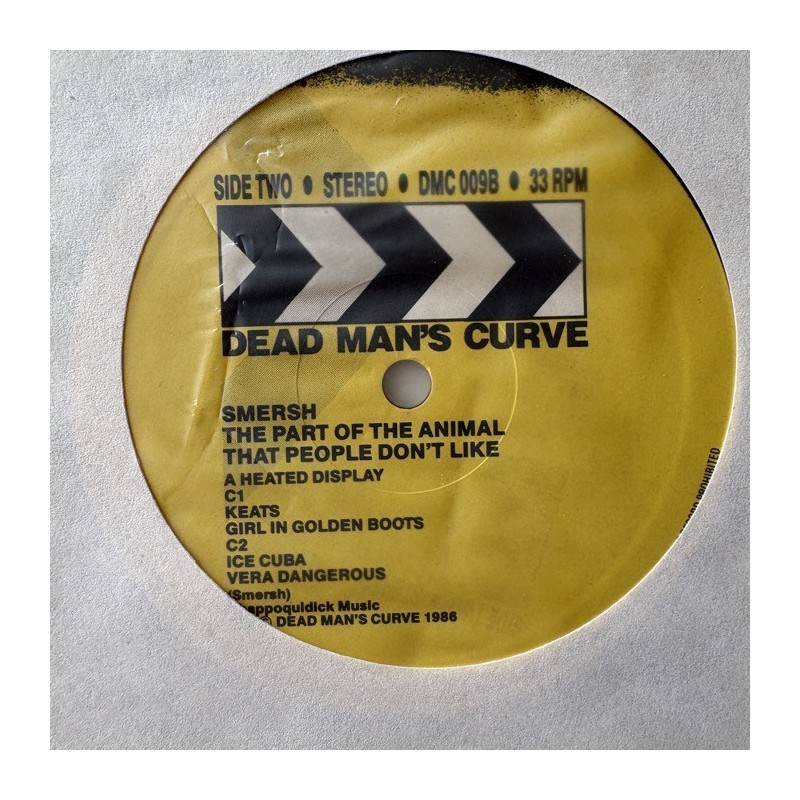 SIDE TWO • STEREO • DMC 009B • 33 RPM
DEAD MAN'S CURVE
SMERSH
THE PART OF THE ANIMAL
THAT PEOPLE DON'T LIKE
A HEATED DISPLAY
C1
KEATS
GIRL IN GOLDEN BOOTS
C2
ICE CUBA
VERA DANGEROUS
(Smersh)
Music
DEAD MAN'S CURVE 1986
PROHIBITED